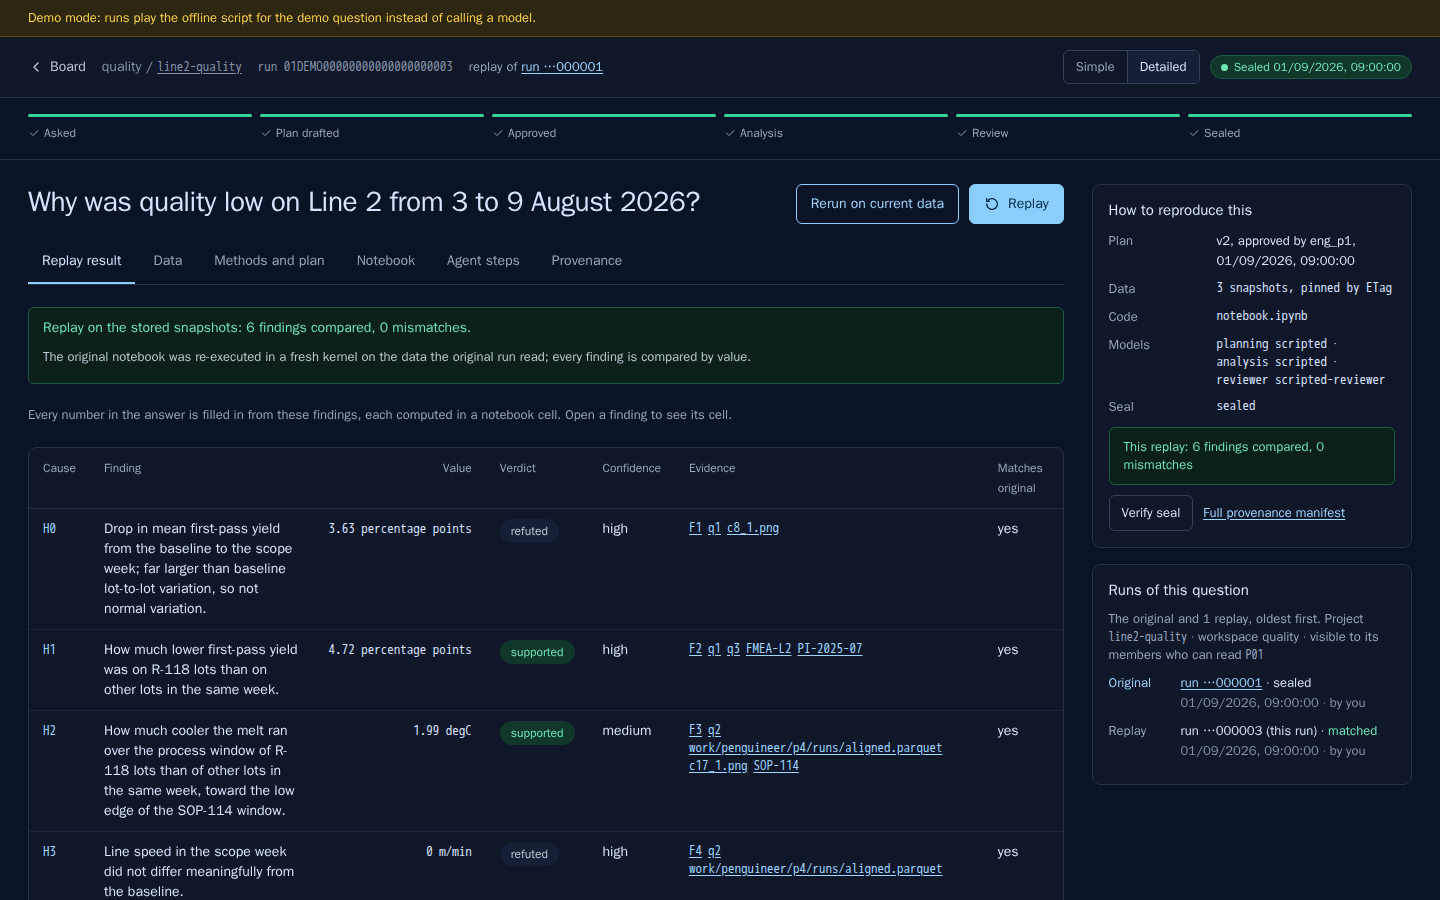 Demo mode: runs play the offline script for the demo question instead of calling a model.
Board quality / line2-quality run 01DEMO00000000000000000003 replay of run ···000001
Simple Detailed Sealed 01/09/2026, 09:00:00
Asked Plan drafted Approved Analysis Review Sealed
Why was quality low on Line 2 from 3 to 9 August 2026?
Rerun on current data Replay
Replay result Data Methods and plan Notebook Agent steps Provenance
Replay on the stored snapshots: 6 findings compared, 0 mismatches.
The original notebook was re-executed in a fresh kernel on the data the original run read; every finding is compared by value.
Every number in the answer is filled in from these findings, each computed in a notebook cell. Open a finding to see its cell.
Cause Finding Value Verdict Confidence Evidence Matches
original
H0 Drop in mean first-pass yield 3.63 percentage points refuted high F1 q1 c8_1.png yes
from the baseline to the scope
week; far larger than baseline
lot-to-lot variation, so not
normal variation.
H1 How much lower first-pass yield 4.72 percentage points supported high F2 q1 q3 FMEA-L2 PI-2025-07 yes
was on R-118 lots than on
other lots in the same week.
H2 How much cooler the melt ran 1.99 degC supported medium F3 q2 yes
over the process window of R- work/penguineer/p4/runs/aligned.parquet
118 lots than of other lots in c17_1.png SOP-114
the same week, toward the low
edge of the SOP-114 window.
H3 Line speed in the scope week 0 m/min refuted high F4 q2 yes
did not differ meaningfully from work/penguineer/p4/runs/aligned.parquet
the baseline.
How to reproduce this
Plan v2, approved by eng_p1,
01/09/2026, 09:00:00
Data 3 snapshots, pinned by ETag
Code notebook.ipynb
Models planning scripted ·
analysis scripted ·
reviewer scripted-reviewer
Seal sealed
This replay: 6 findings compared, 0
mismatches
Verify seal Full provenance manifest
Runs of this question
The original and 1 replay, oldest first. Project
line2-quality · workspace quality · visible to its
members who can read P01
Original run ···000001 · sealed
01/09/2026, 09:00:00 · by you
Replay run ···000003 (this run) · matched
01/09/2026, 09:00:00 · by you